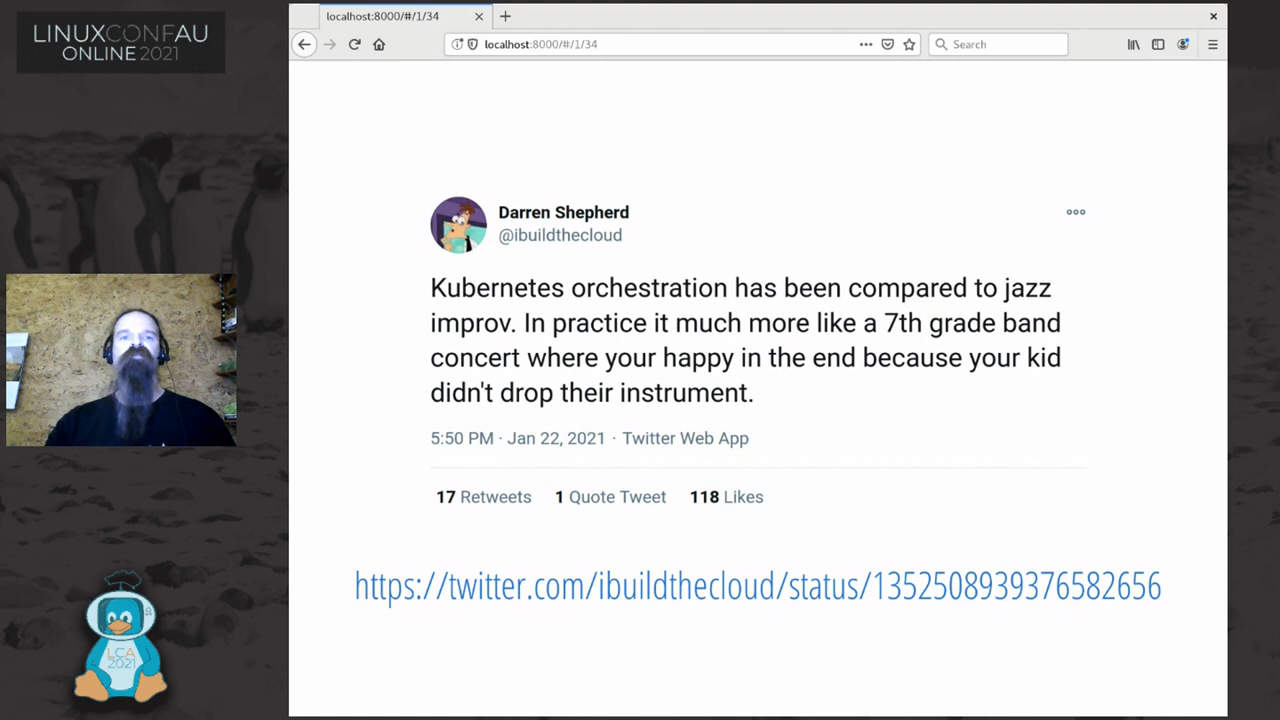 LINUXCONFAU
ONLINE 2021
localhost:8000/#/1/34
localhost:8000/#/1/34
Search
Darren Shepherd
@ibuildthecloud
Kubernetes orchestration has been compared to jazz
improv. In practice it much more like a 7th grade band
concert where your happy in the end because your kid
didn't drop their instrument.
5:50 PM · Jan 22, 2021 · Twitter Web App
17 Retweets 1 Quote Tweet 118 Likes
https://twitter.com/ibuildthecloud/status/1352508939376582656
LCA
2021